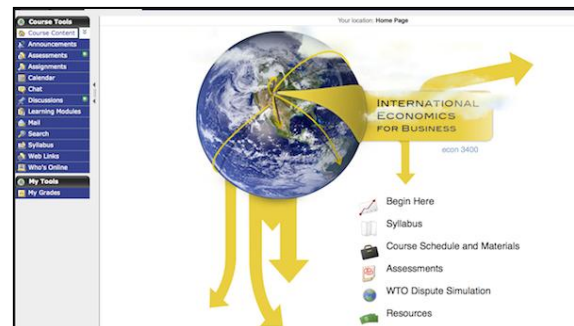 Your location: Home Page
Course Tools
Course Content
Announcements
Assessments
Assignments
Calendar
Chat
Discussions
Learning Modules
Mail
Search
Syllabus
Web Links
Who's Online
My Tools
My Grades
INTERNATIONAL
ECONOMICS
FOR BUSINESS
econ 3400
Begin Here
Syllabus
Course Schedule and Materials
Assessments
WTO Dispute Simulation
Resources